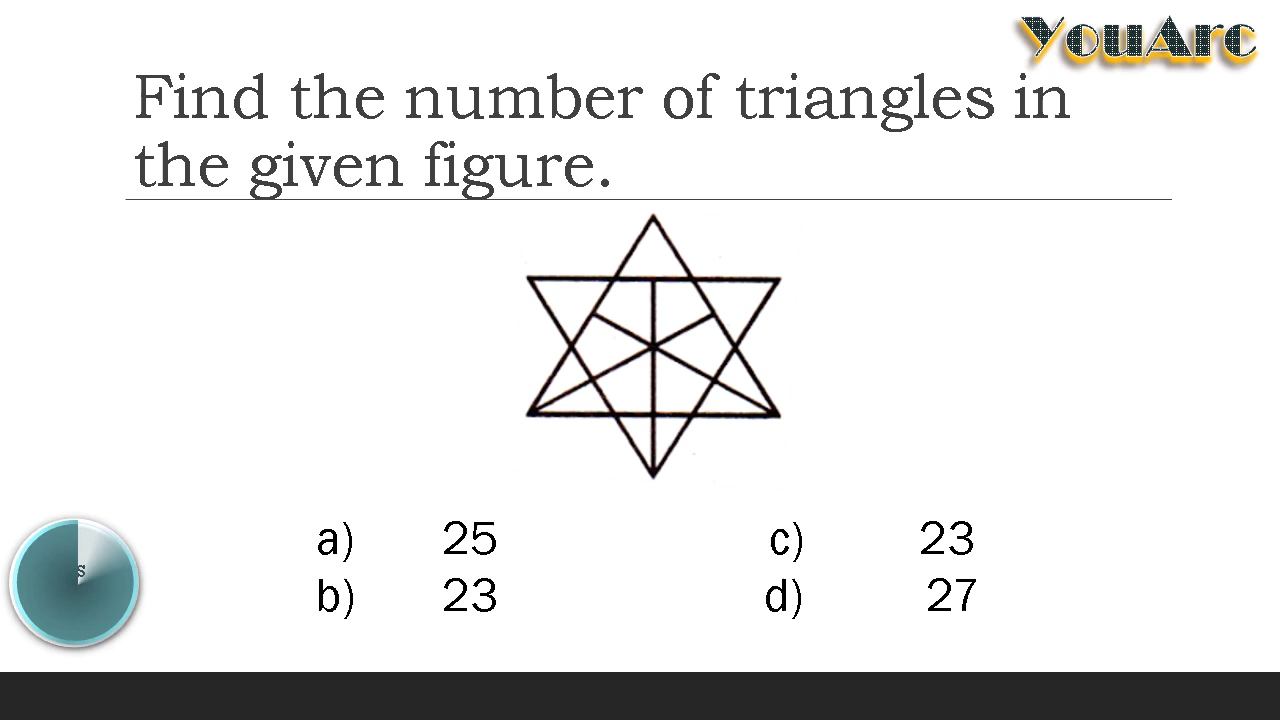 YouArc
Find the number of triangles in
the given figure.
a) 25 c) 23
b) 23 d) 27
s